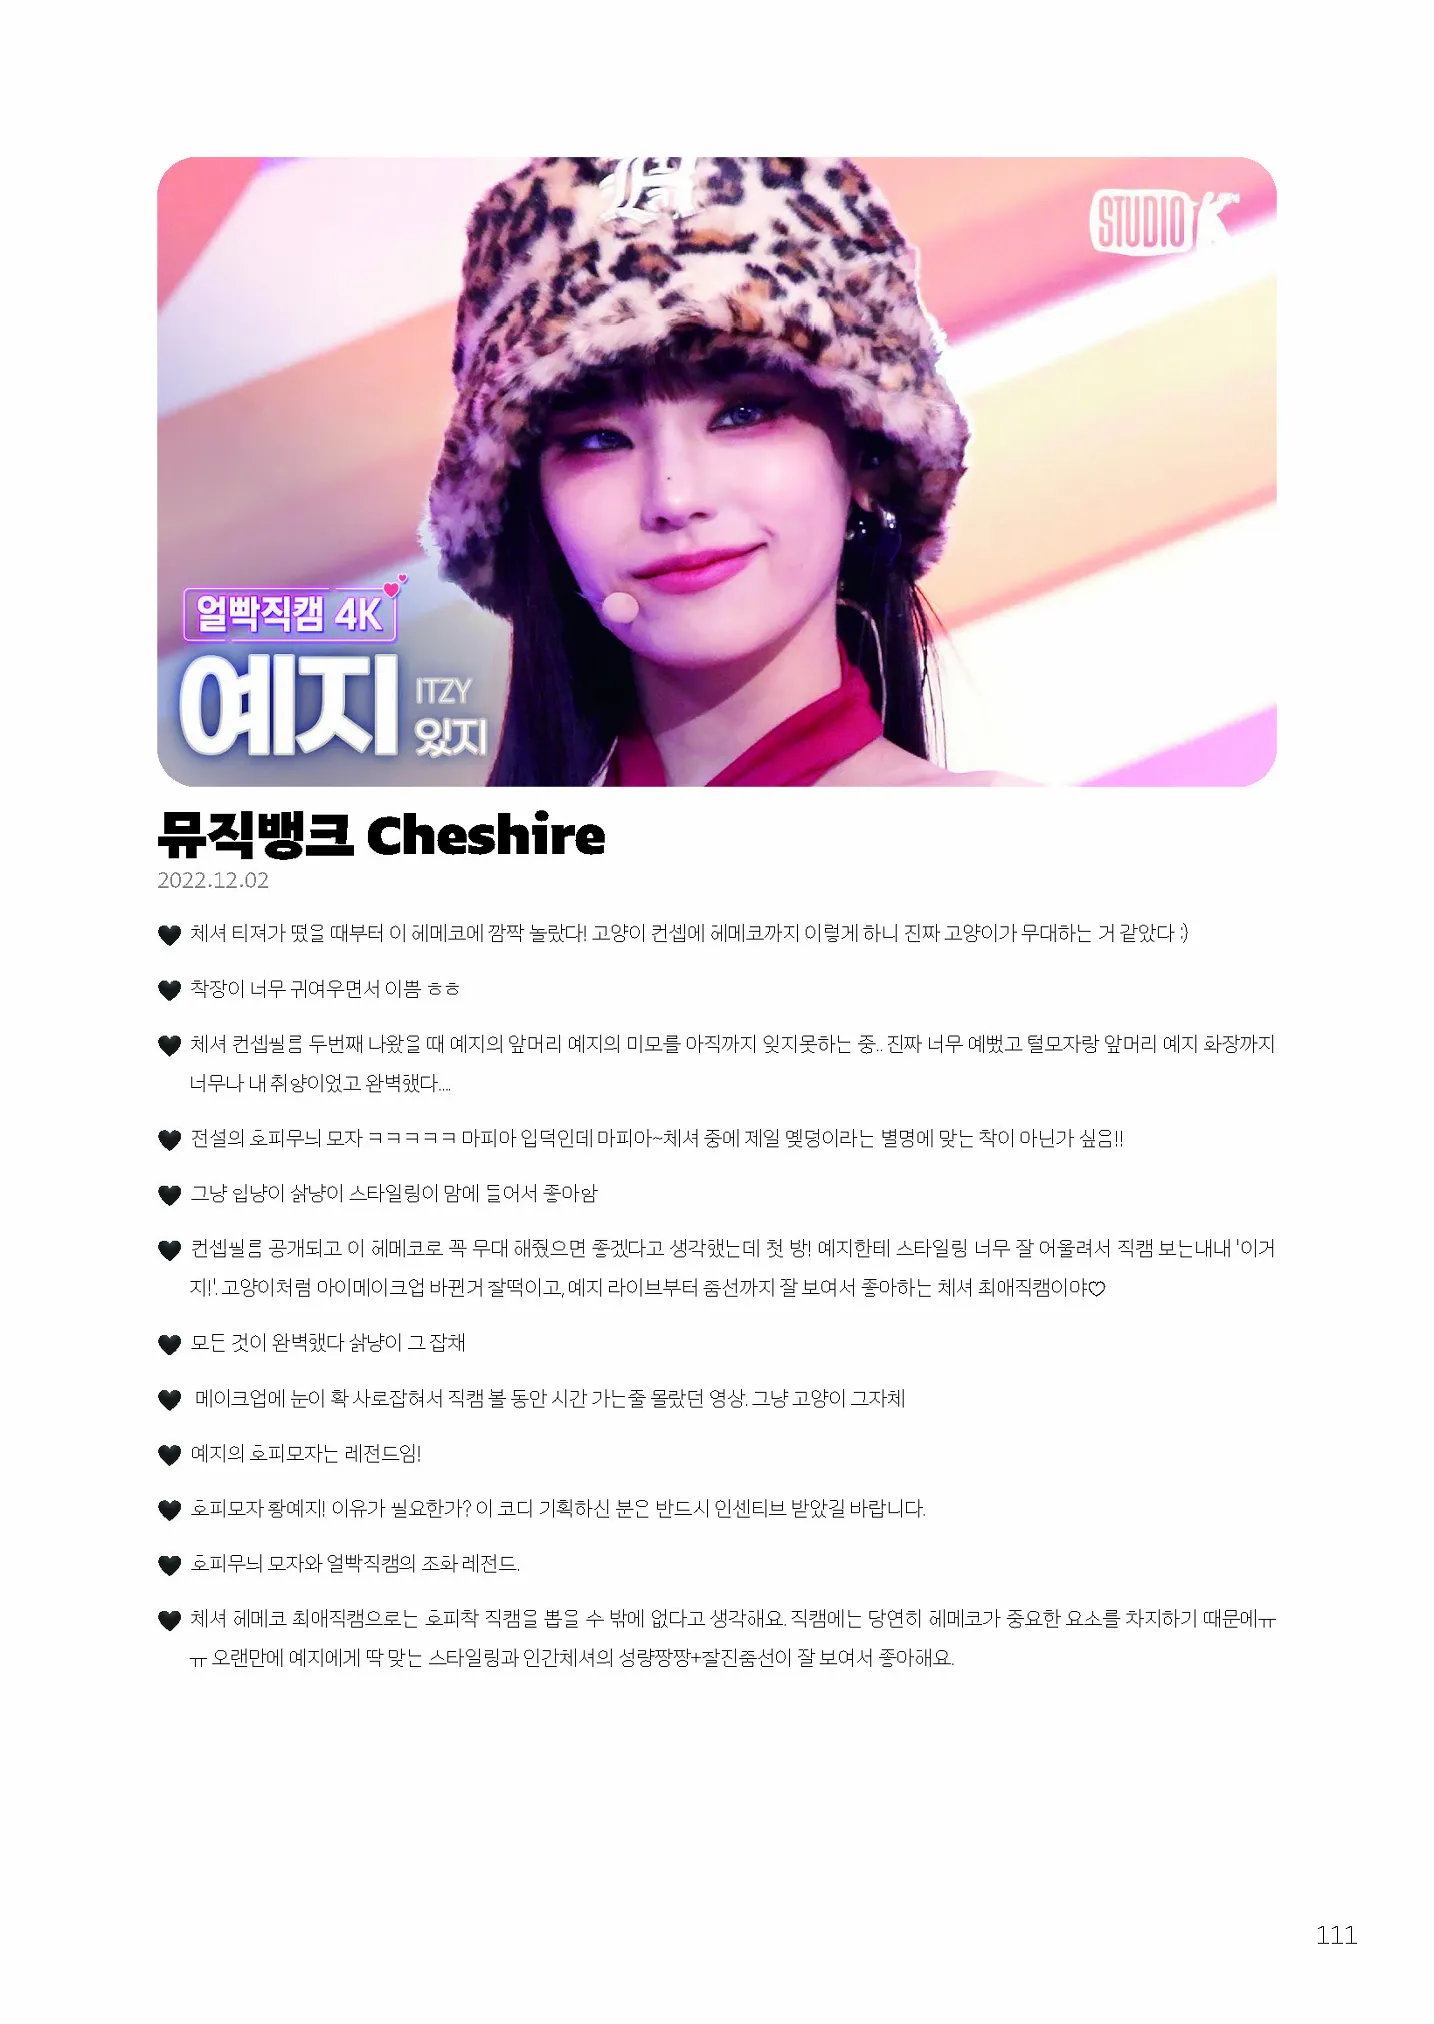 STUDIO K
얼빡직캠 4K
예지
ITZY
있지
뮤직뱅크 Cheshire
2022.12.02
체셔 티저가 떴을 때부터 이 헤메코에 깜짝 놀랐다! 고양이 컨셉에 헤메코까지 이렇게 하니 진짜 고양이가 무대하는 거 같았다 :)
착장이 너무 귀여우면서 이쁨 ㅎㅎ
체셔 컨셉필름 두번째 나왔을 때 예지의 앞머리 예지의 미모를 아직까지 잊지못하는 중.. 진짜 너무 예뻤고 털모자랑 앞머리 예지 화장까지
너무나 내 취향이었고 완벽했다....
전설의 호피무늬 모자 ㅋㅋㅋㅋㅋ 마피아 입덕인데 마피아~체셔 중에 제일 옞덩이라는 별명에 맞는 착이 아닌가 싶음!!
그냥 힙냥이 삵냥이 스타일링이 맘에 들어서 좋아함
컨셉필름 공개되고 이 헤메코로 꼭 무대 해줬으면 좋겠다고 생각했는데 첫 방! 예지한테 스타일링 너무 잘 어울려서 직캠 보는내내 '이거
지!'. 고양이처럼 아이메이크업 바뀐거 찰떡이고, 예지 라이브부터 춤선까지 잘 보여서 좋아하는 체셔 최애직캠이야♡
모든 것이 완벽했다 삵냥이 그 잡채
메이크업에 눈이 확 사로잡혀서 직캠 볼 동안 시간 가는줄 몰랐던 영상. 그냥 고양이 그자체
예지의 호피모자는 레전드임!
호피모자 황예지! 이유가 필요한가? 이 코디 기획하신 분은 반드시 인센티브 받았길 바랍니다.
호피무늬 모자와 얼빡직캠의 조화 레전드.
체셔 헤메코 최애직캠으로는 호피착 직캠을 뽑을 수 밖에 없다고 생각해요. 직캠에는 당연히 헤메코가 중요한 요소를 차지하기 때문에ㅠ
ㅠ 오랜만에 예지에게 딱 맞는 스타일링과 인간체셔의 성량짱짱+찰진춤선이 잘 보여서 좋아해요.
111